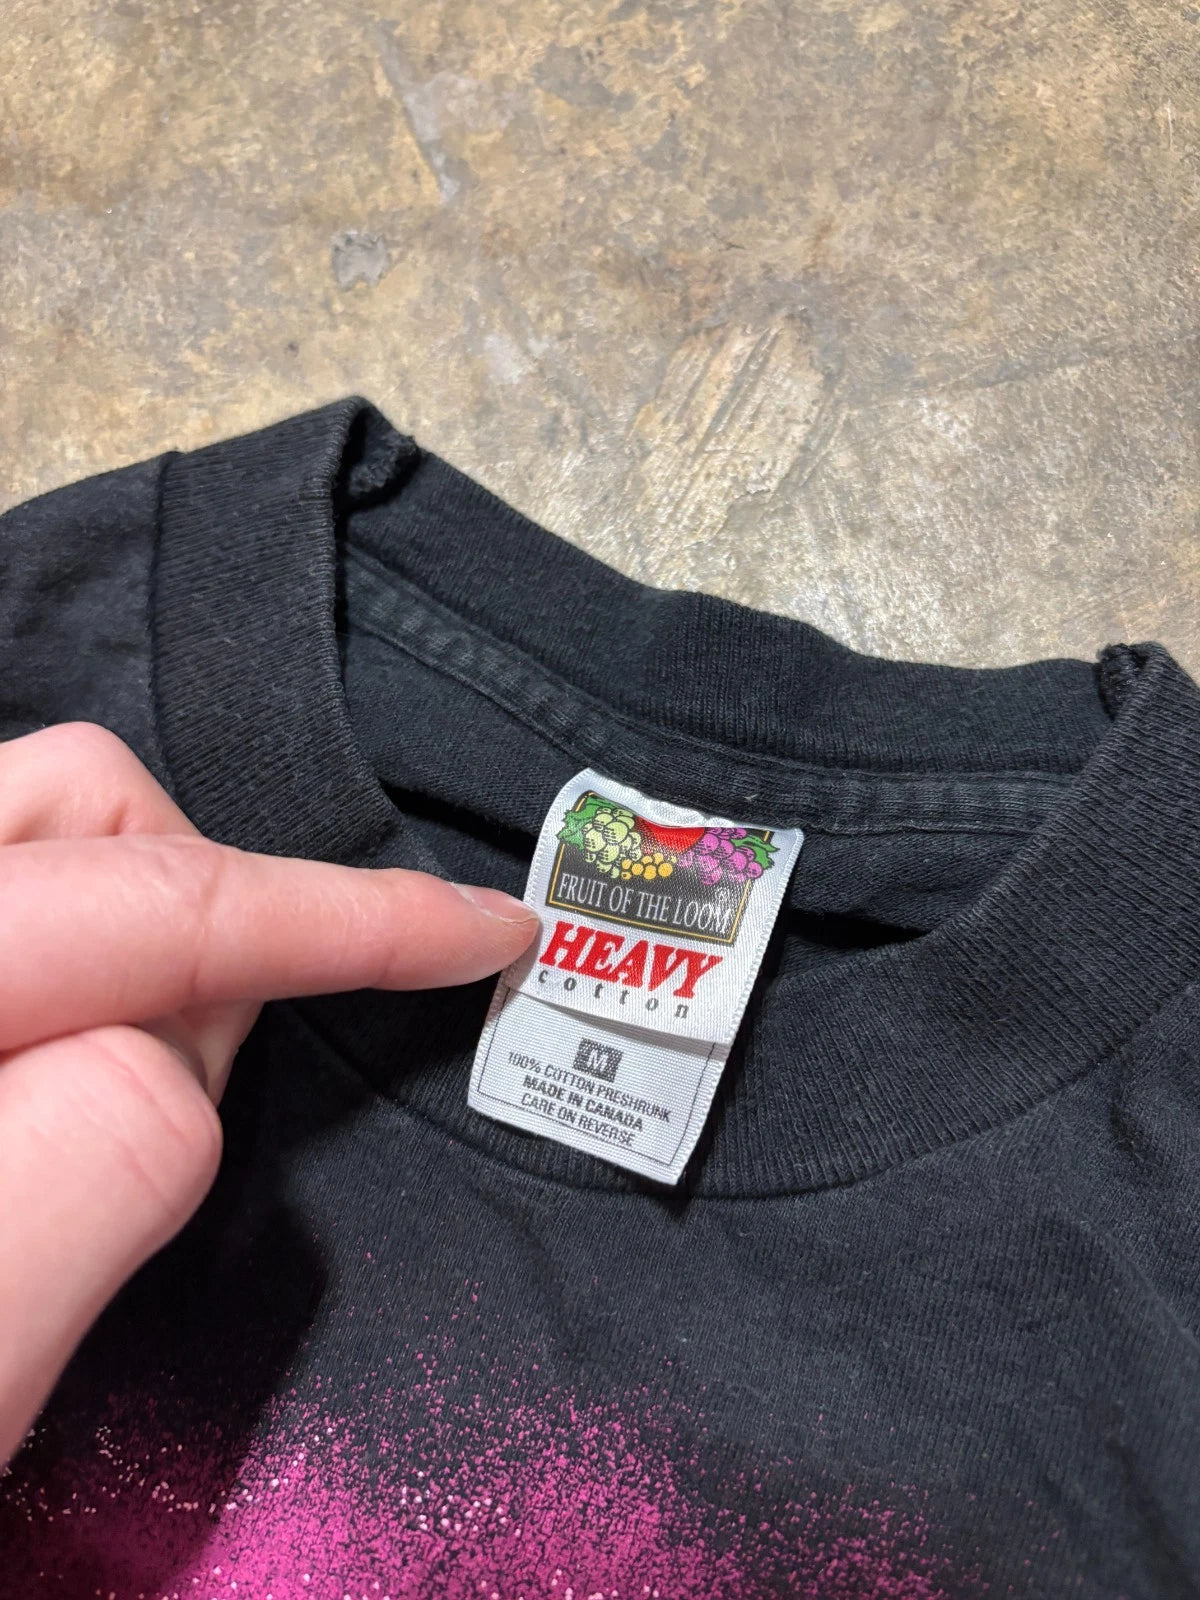 FRUIT OF THE LOOM®
HEAVY
cotton
M
100% COTTON PRESHRUNK
MADE IN CANADA
CARE ON REVERSE